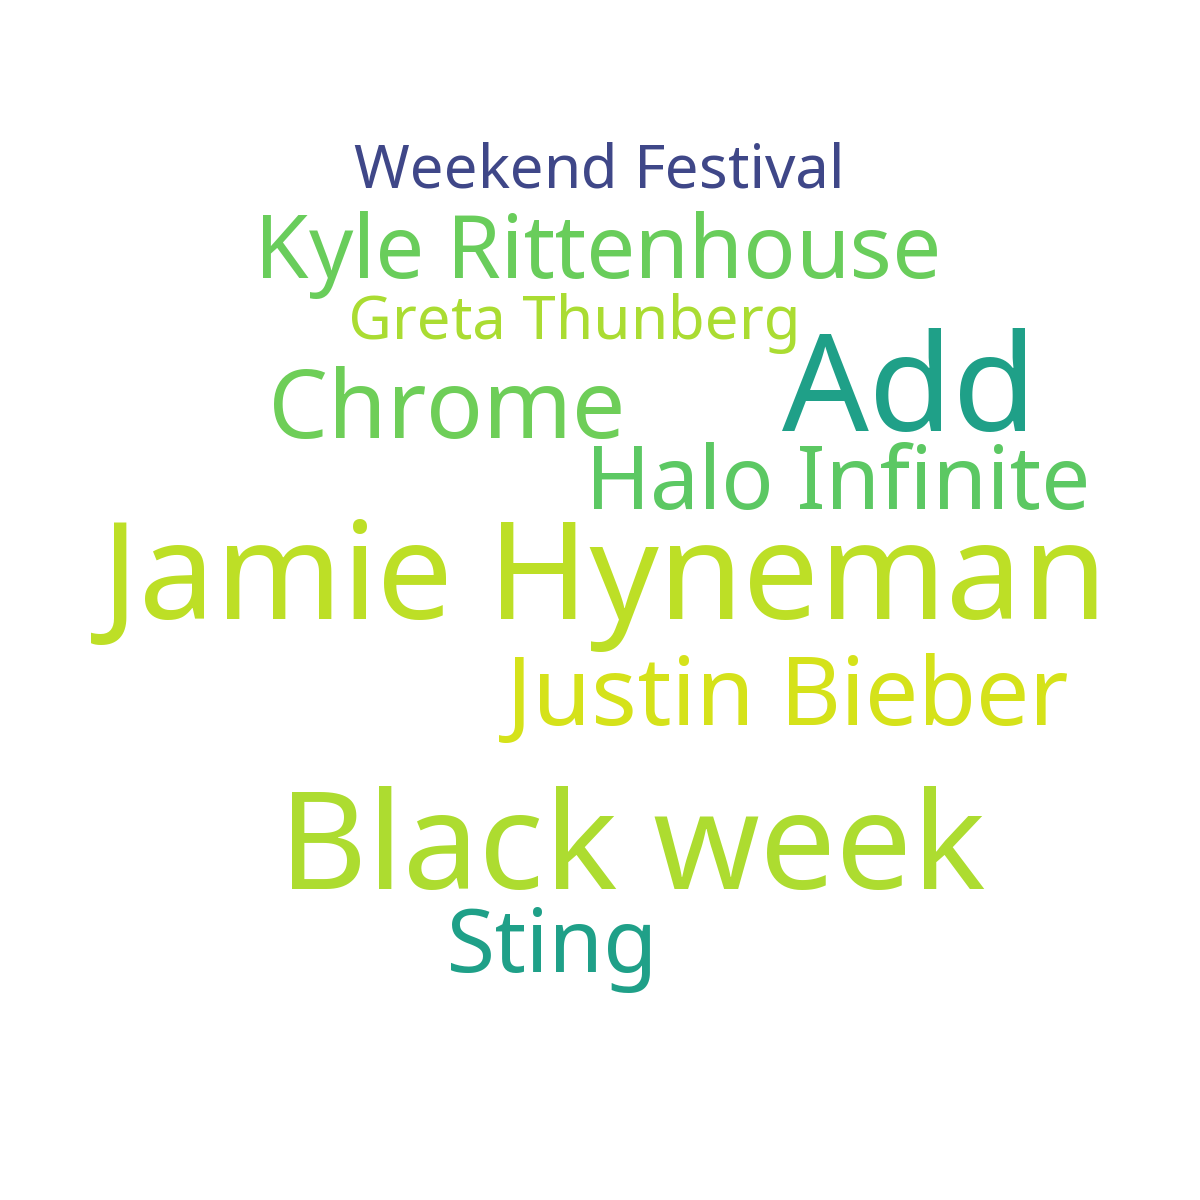 Weekend Festival
Kyle Rittenhouse
Greta Thunberg
Add
Chrome
Halo Infinite
Jamie Hyneman
Justin Bieber
Black week
Sting